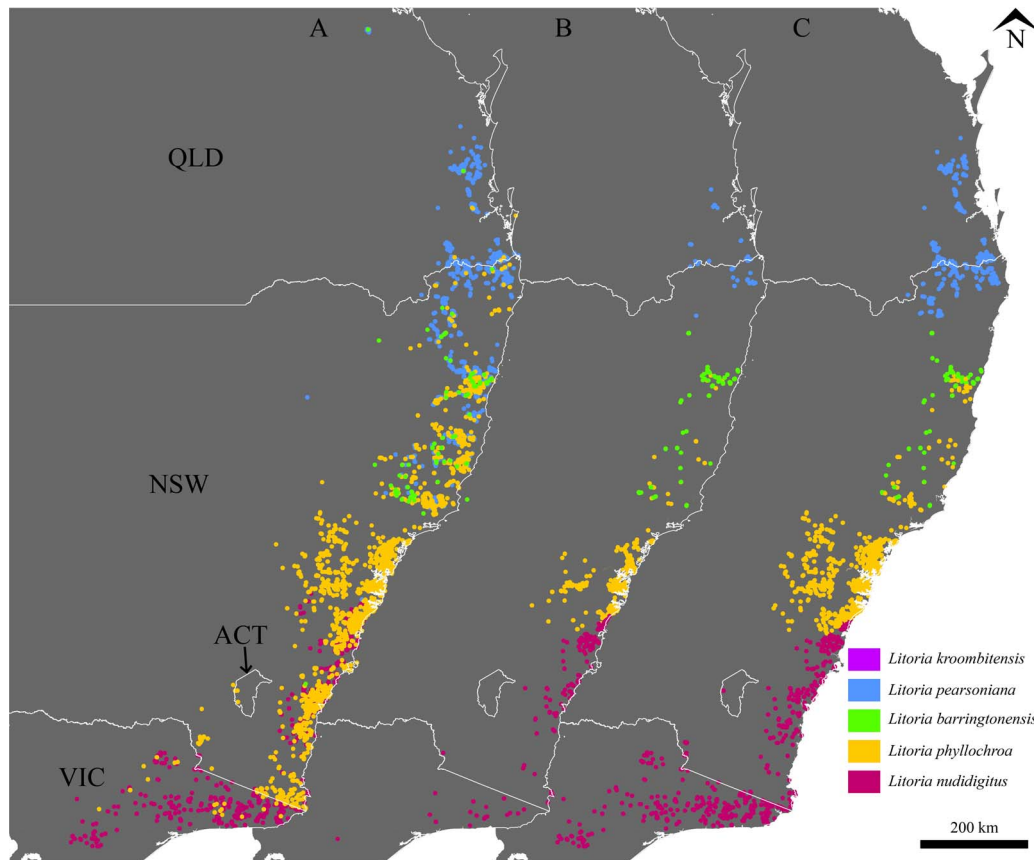 A
B
C
N
QLD
NSW
ACT
VIC
Litoria kroombitensis
Litoria pearsoniana
Litoria barringtonensis
Litoria phyllochroa
Litoria nudidigitus
200 km